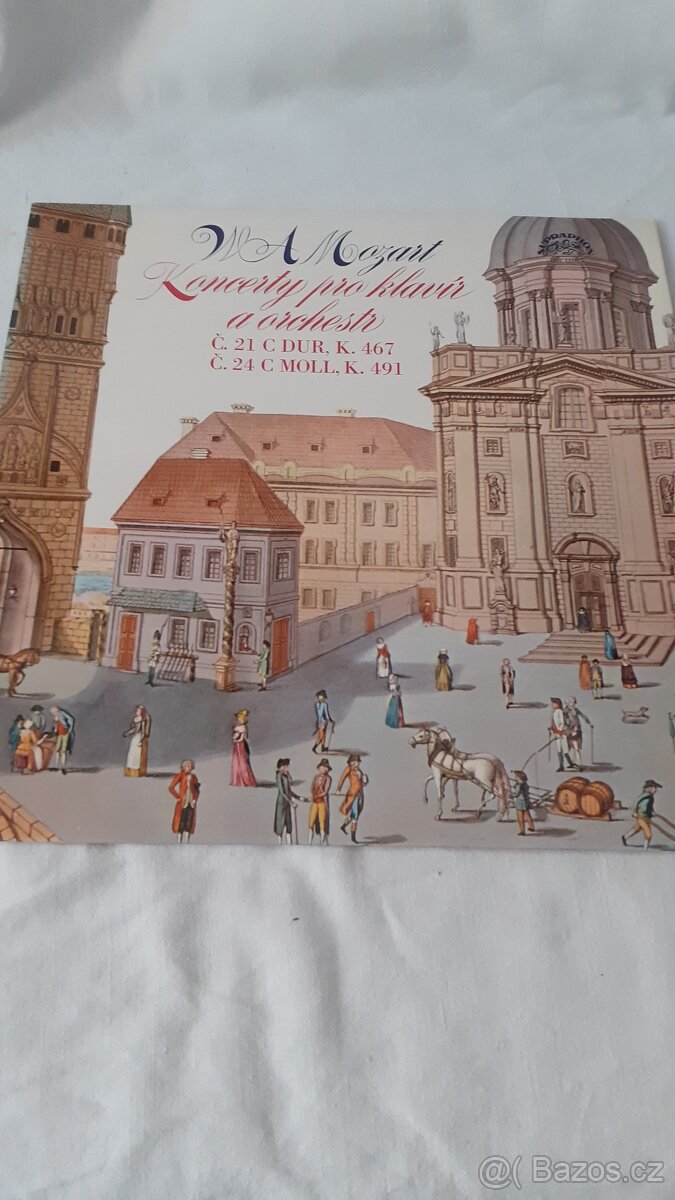 W A Mozart
Koncerty pro klavír
a orchestr
Č. 21 C DUR, K. 467
Č. 24 C MOLL, K. 491
SUPRAPHON
@( Bazos.cz